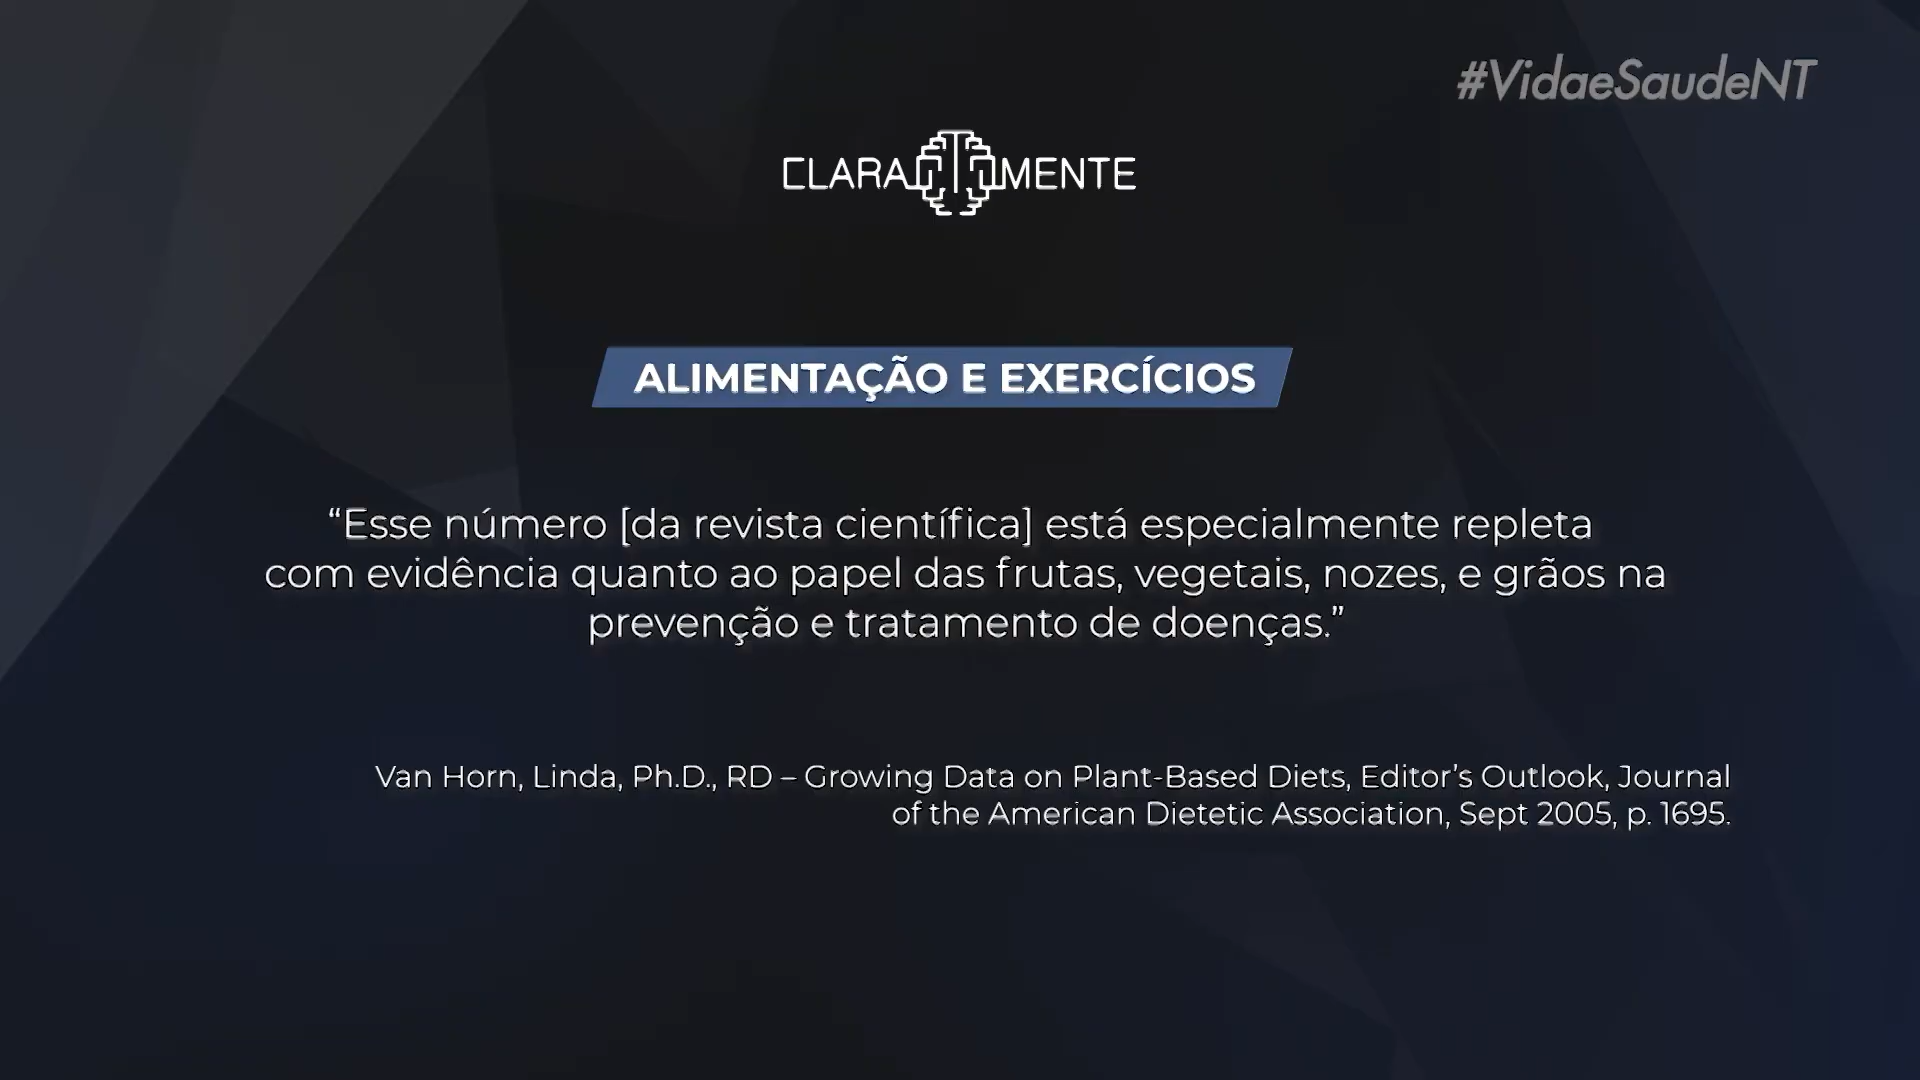 #VidaeSaudeNT
CLARAMENTE
ALIMENTAÇÃO E EXERCÍCIOS
“Esse número [da revista científica] está especialmente repleta
com evidência quanto ao papel das frutas, vegetais, nozes, e grãos na
prevenção e tratamento de doenças.”
Van Horn, Linda, Ph.D., RD – Growing Data on Plant-Based Diets, Editor’s Outlook, Journal
of the American Dietetic Association, Sept 2005, p. 1695.